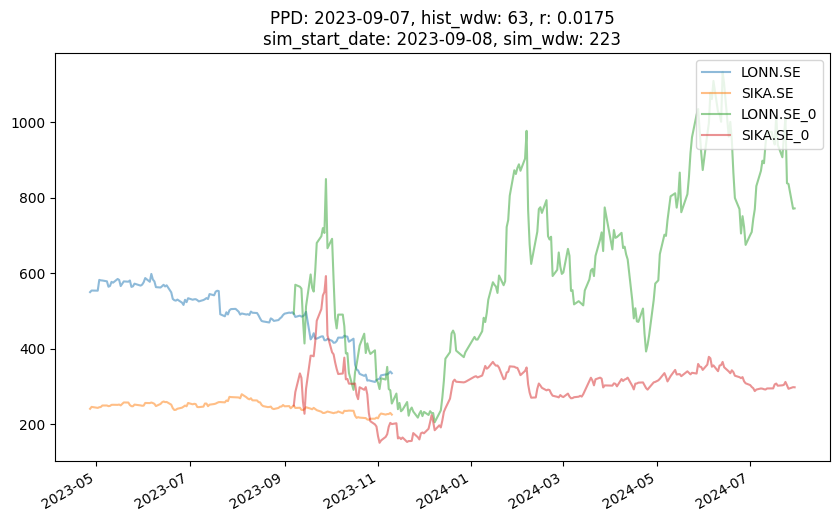 PPD: 2023-09-07, hist_wdw: 63, r: 0.0175
sim_start_date: 2023-09-08, sim_wdw: 223
LONN.SE
SIKA.SE
LONN.SE_0
SIKA.SE_0
1000
800
600
400
200
2023-05
2023-07
2023-09
2023-11
2024-01
2024-03
2024-05
2024-07